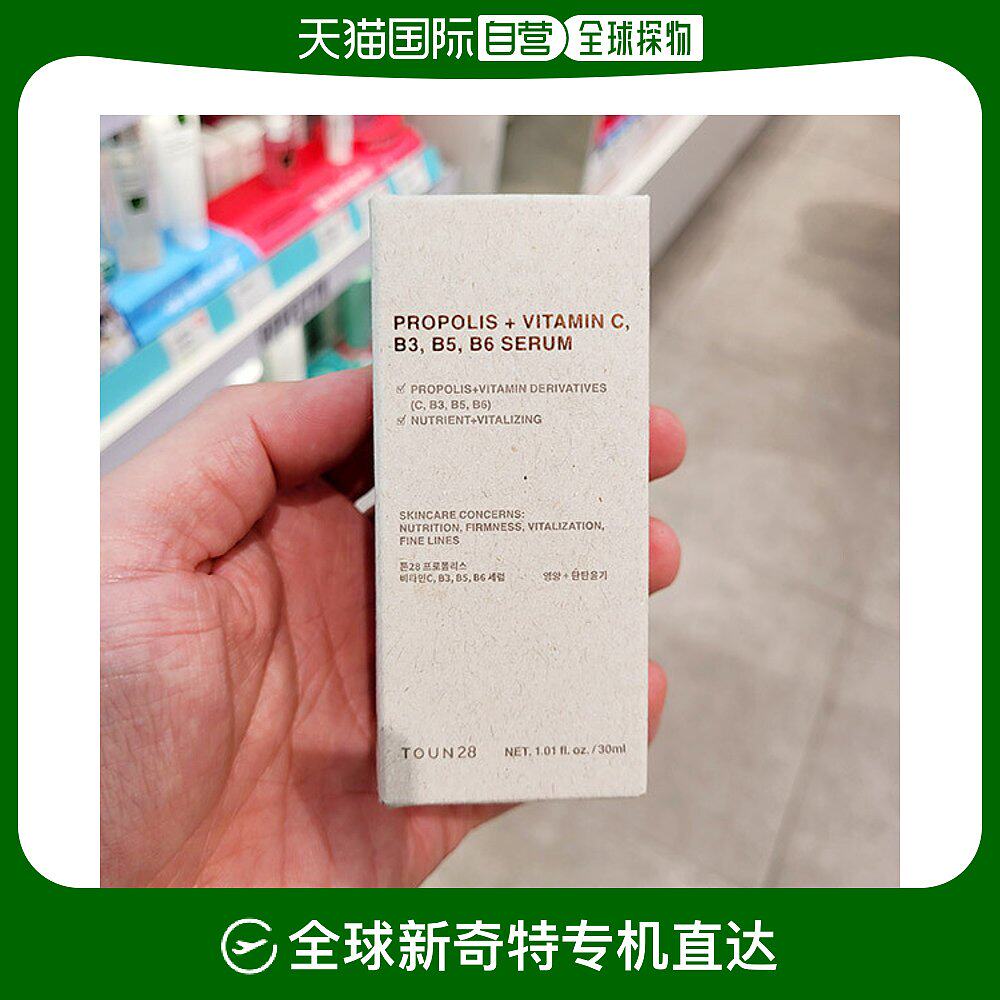 天猫国际 自营 全球探物
PROPOLIS + VITAMIN C,
B3, B5, B6 SERUM
PROPOLIS+VITAMIN DERIVATIVES
(C, B3, B5, B6)
NUTRIENT+VITALIZING
SKINCARE CONCERNS:
NUTRITION, FIRMNESS, VITALIZATION,
FINE LINES
톤28 프로폴리스
비타민C, B3, B5, B6 세럼 영양 + 탄탄윤기
TOUN28 NET. 1.01 fl. oz. / 30ml
全球新奇特专机直达